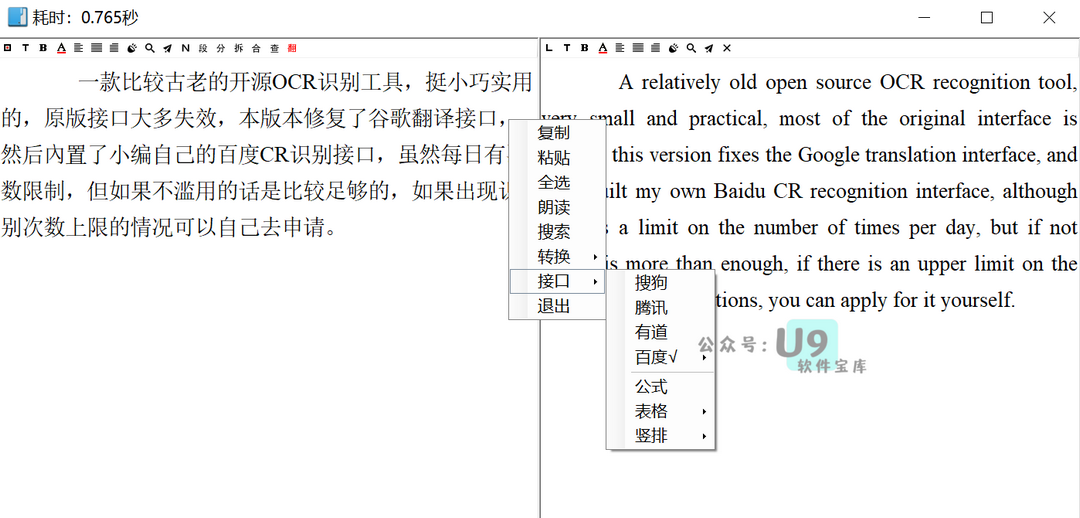 耗时：0.765秒
T B A N 段 分 拆 合 查 翻
一款比较古老的开源OCR识别工具，挺小巧实用
的，原版接口大多失效，本版本修复了谷歌翻译接口，
然后内置了小编自己的百度CR识别接口，虽然每日有
数限制，但如果不滥用的话是比较足够的，如果出现
别次数上限的情况可以自己去申请。
L T B A
A relatively old open source OCR recognition tool,
very small and practical, most of the original interface is
this version fixes the Google translation interface, and
my own Baidu CR recognition interface, although
a limit on the number of times per day, but if not
is more than enough, if there is an upper limit on the
you can apply for it yourself.
复制
粘贴
全选
朗读
搜索
转换
接口
退出
搜狗
腾讯
有道
百度√
公式
表格
竖排
公众号：U9
软件宝库